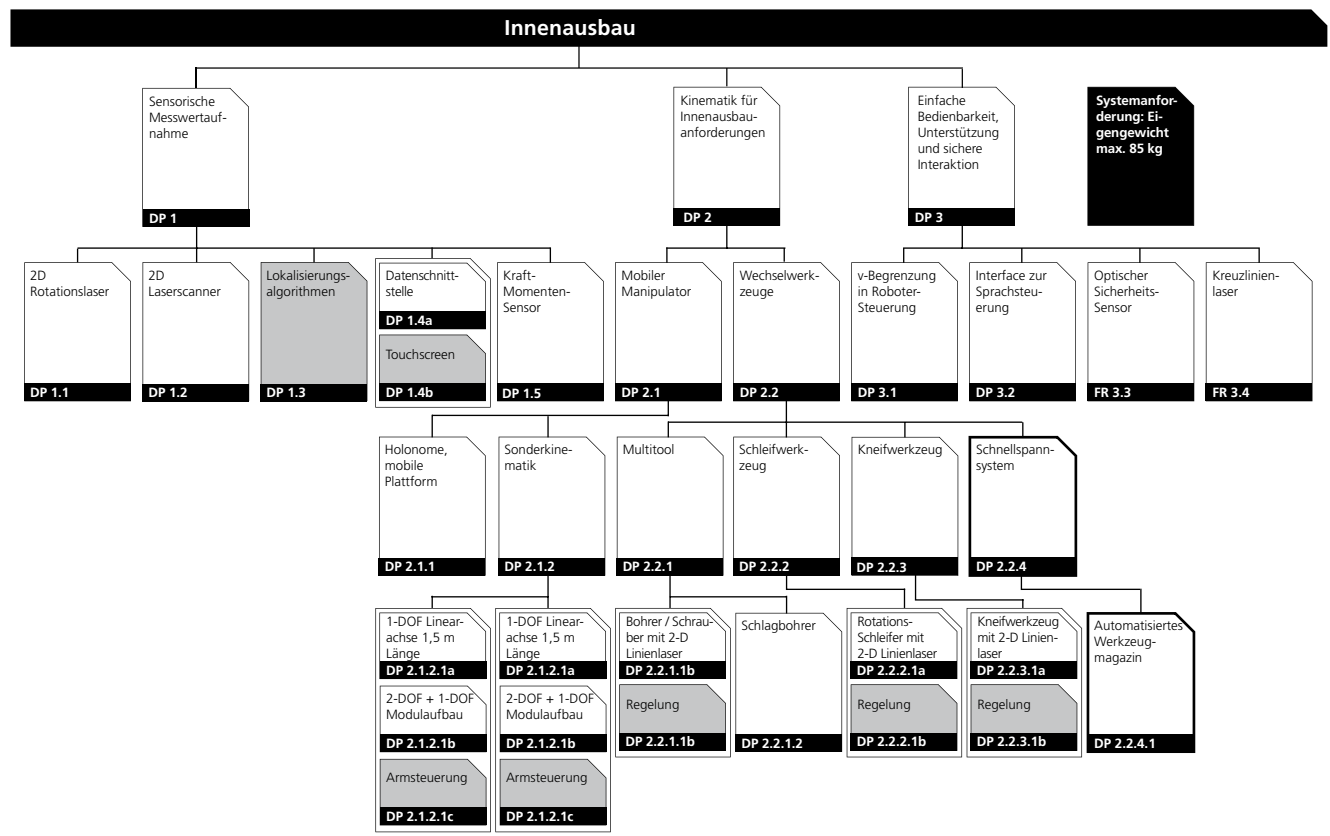 Innenausbau
Sensorische
Messwertauf-
nahme
DP 1
Kinematik für
Innenausbau-
anforderungen
DP 2
Einfache
Bedienbarkeit,
Unterstützung
und sichere
Interaktion
DP 3
Systemanfor-
derung: Ei-
gengewicht
max. 85 kg
2D
Rotationslaser
DP 1.1
2D
Laserscanner
DP 1.2
Lokalisierungs-
algorithmen
DP 1.3
Datenschnitt-
stelle
DP 1.4a
Touchscreen
DP 1.4b
Kraft-
Momenten-
Sensor
DP 1.5
Mobiler
Manipulator
DP 2.1
Wechselwerk-
zeuge
DP 2.2
v-Begrenzung
in Roboter-
Steuerung
DP 3.1
Interface zur
Sprachsteu-
erung
DP 3.2
Optischer
Sicherheits-
Sensor
FR 3.3
Kreuzlinien-
laser
FR 3.4
Holonome,
mobile
Plattform
DP 2.1.1
Sonderkine-
matik
DP 2.1.2
Multitool
DP 2.2.1
Schleifwerk-
zeug
DP 2.2.2
Kneifwerkzeug
DP 2.2.3
Schnellspann-
system
DP 2.2.4
1-DOF Linear-
achse 1,5 m
Länge
DP 2.1.2.1a
2-DOF + 1-DOF
Modulaufbau
DP 2.1.2.1b
Armsteuerung
DP 2.1.2.1c
1-DOF Linear-
achse 1,5 m
Länge
DP 2.1.2.1a
2-DOF + 1-DOF
Modulaufbau
DP 2.1.2.1b
Armsteuerung
DP 2.1.2.1c
Bohrer / Schrau-
ber mit 2-D
Linienlaser
DP 2.2.1.1b
Regelung
DP 2.2.1.1b
Schlagbohrer
DP 2.2.1.2
Rotations-
Schleifer mit
2-D Linienlaser
DP 2.2.2.1a
Regelung
DP 2.2.2.1b
Kneifwerkzeug
mit 2-D Linien-
laser
DP 2.2.3.1a
Regelung
DP 2.2.3.1b
Automatisiertes
Werkzeug-
magazin
DP 2.2.4.1